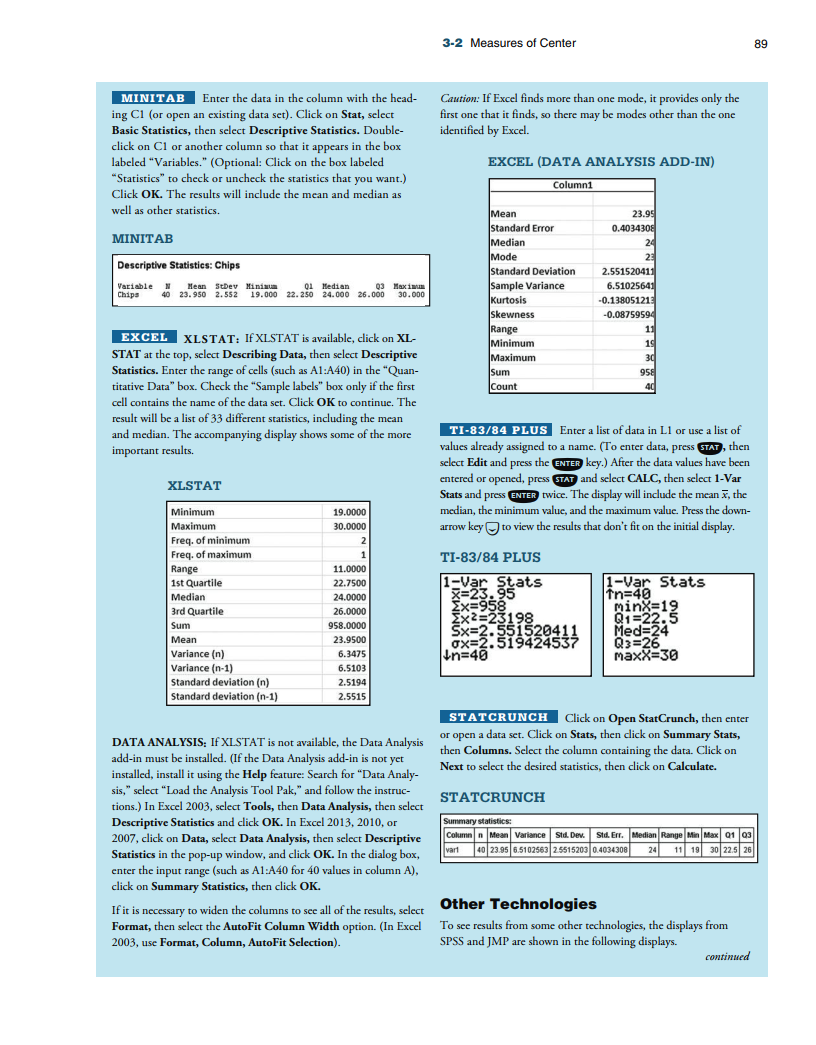 3-2 Measures of Center 89
MINITAB Enter the data in the column with the head-
ing C1 (or open an existing data set). Click on Stat, select
Basic Statistics, then select Descriptive Statistics. Double-
click on C1 or another column so that it appears in the box
labeled “Variables.” (Optional: Click on the box labeled
“Statistics” to check or uncheck the statistics that you want.)
Click OK. The results will include the mean and median as
well as other statistics.
MINITAB
Descriptive Statistics: Chips
Variable N Mean StDev Minimum Q1 Median Q3 Maximum
Chips 40 23.950 2.552 19.000 22.250 24.000 26.000 30.000
EXCEL XLSTAT: If XLSTAT is available, click on XL-
STAT at the top, select Describing Data, then select Descriptive
Statistics. Enter the range of cells (such as A1:A40) in the “Quan-
titative Data” box. Check the “Sample labels” box only if the first
cell contains the name of the data set. Click OK to continue. The
result will be a list of 33 different statistics, including the mean
and median. The accompanying display shows some of the more
important results.
XLSTAT
Minimum 19.0000
Maximum 30.0000
Freq. of minimum 2
Freq. of maximum 1
Range 11.0000
1st Quartile 22.7500
Median 24.0000
3rd Quartile 26.0000
Sum 958.0000
Mean 23.9500
Variance (n) 6.3475
Variance (n-1) 6.5103
Standard deviation (n) 2.5194
Standard deviation (n-1) 2.5515
DATA ANALYSIS: If XLSTAT is not available, the Data Analysis
add-in must be installed. (If the Data Analysis add-in is not yet
installed, install it using the Help feature: Search for “Data Analy-
sis,” select “Load the Analysis Tool Pak,” and follow the instruc-
tions.) In Excel 2003, select Tools, then Data Analysis, then select
Descriptive Statistics and click OK. In Excel 2013, 2010, or
2007, click on Data, select Data Analysis, then select Descriptive
Statistics in the pop-up window, and click OK. In the dialog box,
enter the input range (such as A1:A40 for 40 values in column A),
click on Summary Statistics, then click OK.
If it is necessary to widen the columns to see all of the results, select
Format, then select the AutoFit Column Width option. (In Excel
2003, use Format, Column, AutoFit Selection).
Caution: If Excel finds more than one mode, it provides only the
first one that it finds, so there may be modes other than the one
identified by Excel.
EXCEL (DATA ANALYSIS ADD-IN)
Column1
Mean 23.95
Standard Error 0.4034308
Median 24
Mode 23
Standard Deviation 2.551520411
Sample Variance 6.51025641
Kurtosis -0.138051213
Skewness -0.08759594
Range 11
Minimum 19
Maximum 30
Sum 958
Count 40
TI-83/84 PLUS Enter a list of data in L1 or use a list of
values already assigned to a name. (To enter data, press STAT, then
select Edit and press the ENTER key.) After the data values have been
entered or opened, press STAT and select CALC, then select 1-Var
Stats and press ENTER twice. The display will include the mean x̅, the
median, the minimum value, and the maximum value. Press the down-
arrow key to view the results that don’t fit on the initial display.
TI-83/84 PLUS
1-Var Stats
x̅=23.95
Σx=958
Σx²=23198
Sx=2.551520411
σx=2.519424537
↓n=40
1-Var Stats
↑n=40
minX=19
Q₁=22.5
Med=24
Q₃=26
maxX=30
STATCRUNCH Click on Open StatCrunch, then enter
or open a data set. Click on Stats, then click on Summary Stats,
then Columns. Select the column containing the data. Click on
Next to select the desired statistics, then click on Calculate.
STATCRUNCH
Summary statistics:
Column n Mean Variance Std. Dev. Std. Err. Median Range Min Max Q1 Q3
var1 40 23.95 6.5102563 2.5515203 0.4034308 24 11 19 30 22.5 26
Other Technologies
To see results from some other technologies, the displays from
SPSS and JMP are shown in the following displays.
continued